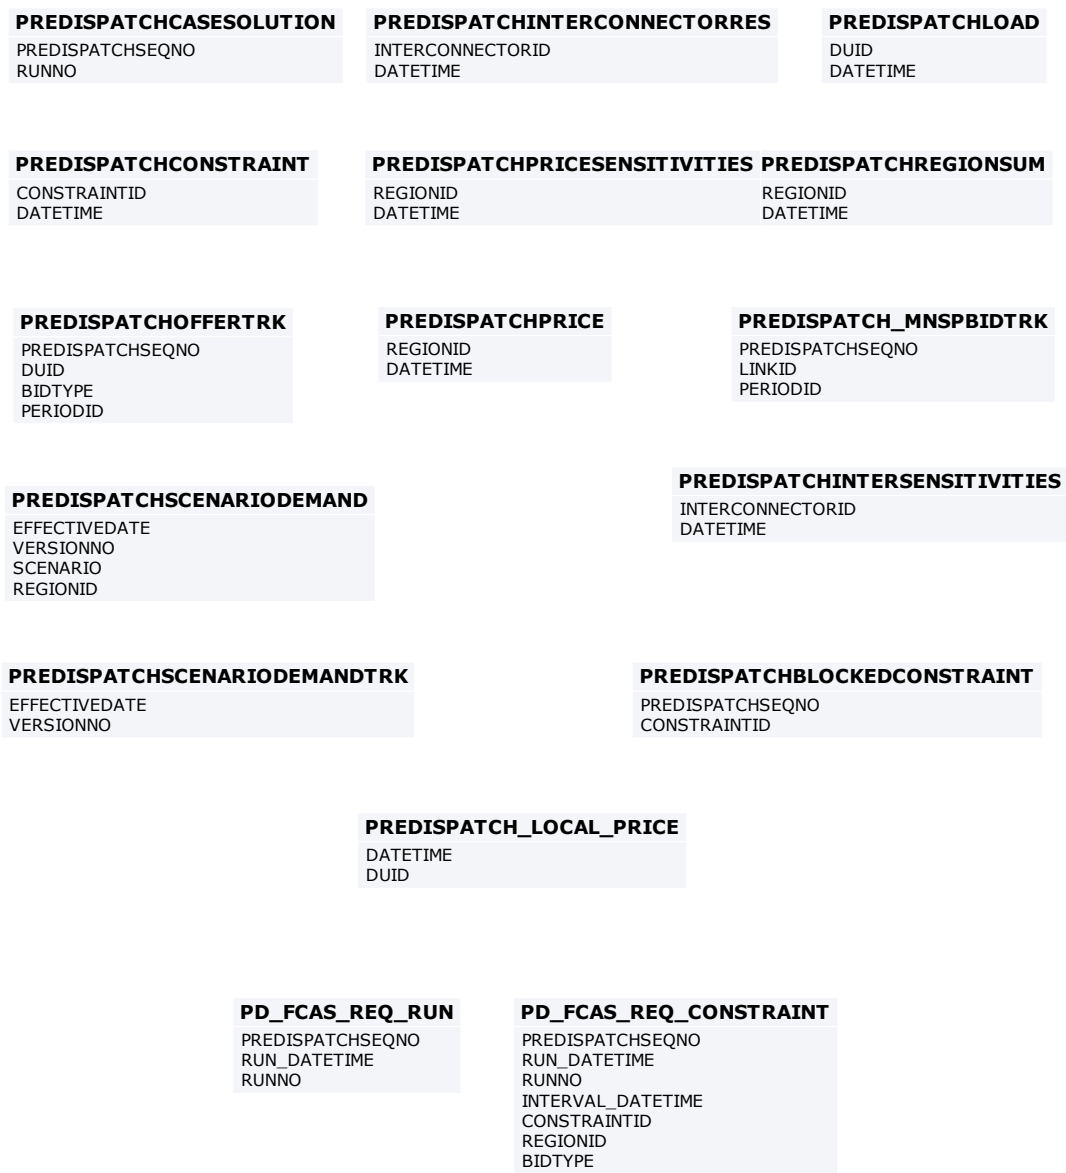 PREDISPATCHCASESOLUTION
PREDISPATCHSEQNO
RUNNO
PREDISPATCHINTERCONNECTORRES
INTERCONNECTORID
DATETIME
PREDISPATCHLOAD
DUID
DATETIME
PREDISPATCHCONSTRAINT
CONSTRAINTID
DATETIME
PREDISPATCHPRICESENSITIVITIES
REGIONID
DATETIME
PREDISPATCHREGIONSUM
REGIONID
DATETIME
PREDISPATCHOFFERTRK
PREDISPATCHSEQNO
DUID
BIDTYPE
PERIODID
PREDISPATCHPRICE
REGIONID
DATETIME
PREDISPATCH_MNSPBIDTRK
PREDISPATCHSEQNO
LINKID
PERIODID
PREDISPATCHSCENARIODEMAND
EFFECTIVEDATE
VERSIONNO
SCENARIO
REGIONID
PREDISPATCHINTERSENSITIVITIES
INTERCONNECTORID
DATETIME
PREDISPATCHSCENARIODEMANDTRK
EFFECTIVEDATE
VERSIONNO
PREDISPATCHBLOCKEDCONSTRAINT
PREDISPATCHSEQNO
CONSTRAINTID
PREDISPATCH_LOCAL_PRICE
DATETIME
DUID
PD_FCAS_REQ_RUN
PREDISPATCHSEQNO
RUN_DATETIME
RUNNO
PD_FCAS_REQ_CONSTRAINT
PREDISPATCHSEQNO
RUN_DATETIME
RUNNO
INTERVAL_DATETIME
CONSTRAINTID
REGIONID
BIDTYPE